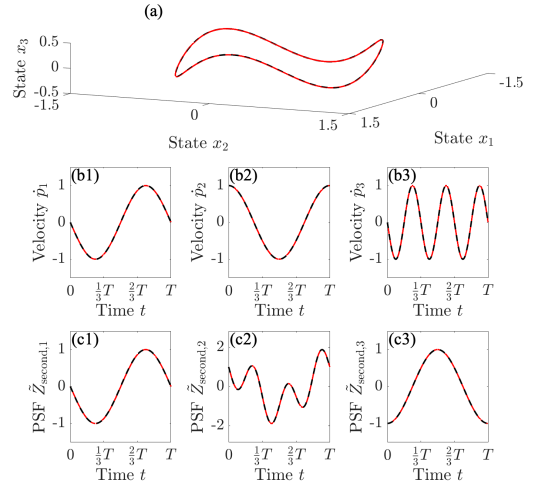 (a)
State x₃
0.5
0
-0.5
-1.5
0
1.5
State x₂
1.5
0
-1.5
State x₁
(b1)
Velocity ṗ₁
1
0
-1
0 1/3T 2/3T T
Time t
(b2)
Velocity ṗ₂
1
0
-1
0 1/3T 2/3T T
Time t
(b3)
Velocity ṗ₃
1
0
-1
0 1/3T 2/3T T
Time t
(c1)
PSF Z̃second,1
1
0
-1
0 1/3T 2/3T T
Time t
(c2)
PSF Z̃second,2
2
0
-2
0 1/3T 2/3T T
Time t
(c3)
PSF Z̃second,3
1
0
-1
0 1/3T 2/3T T
Time t